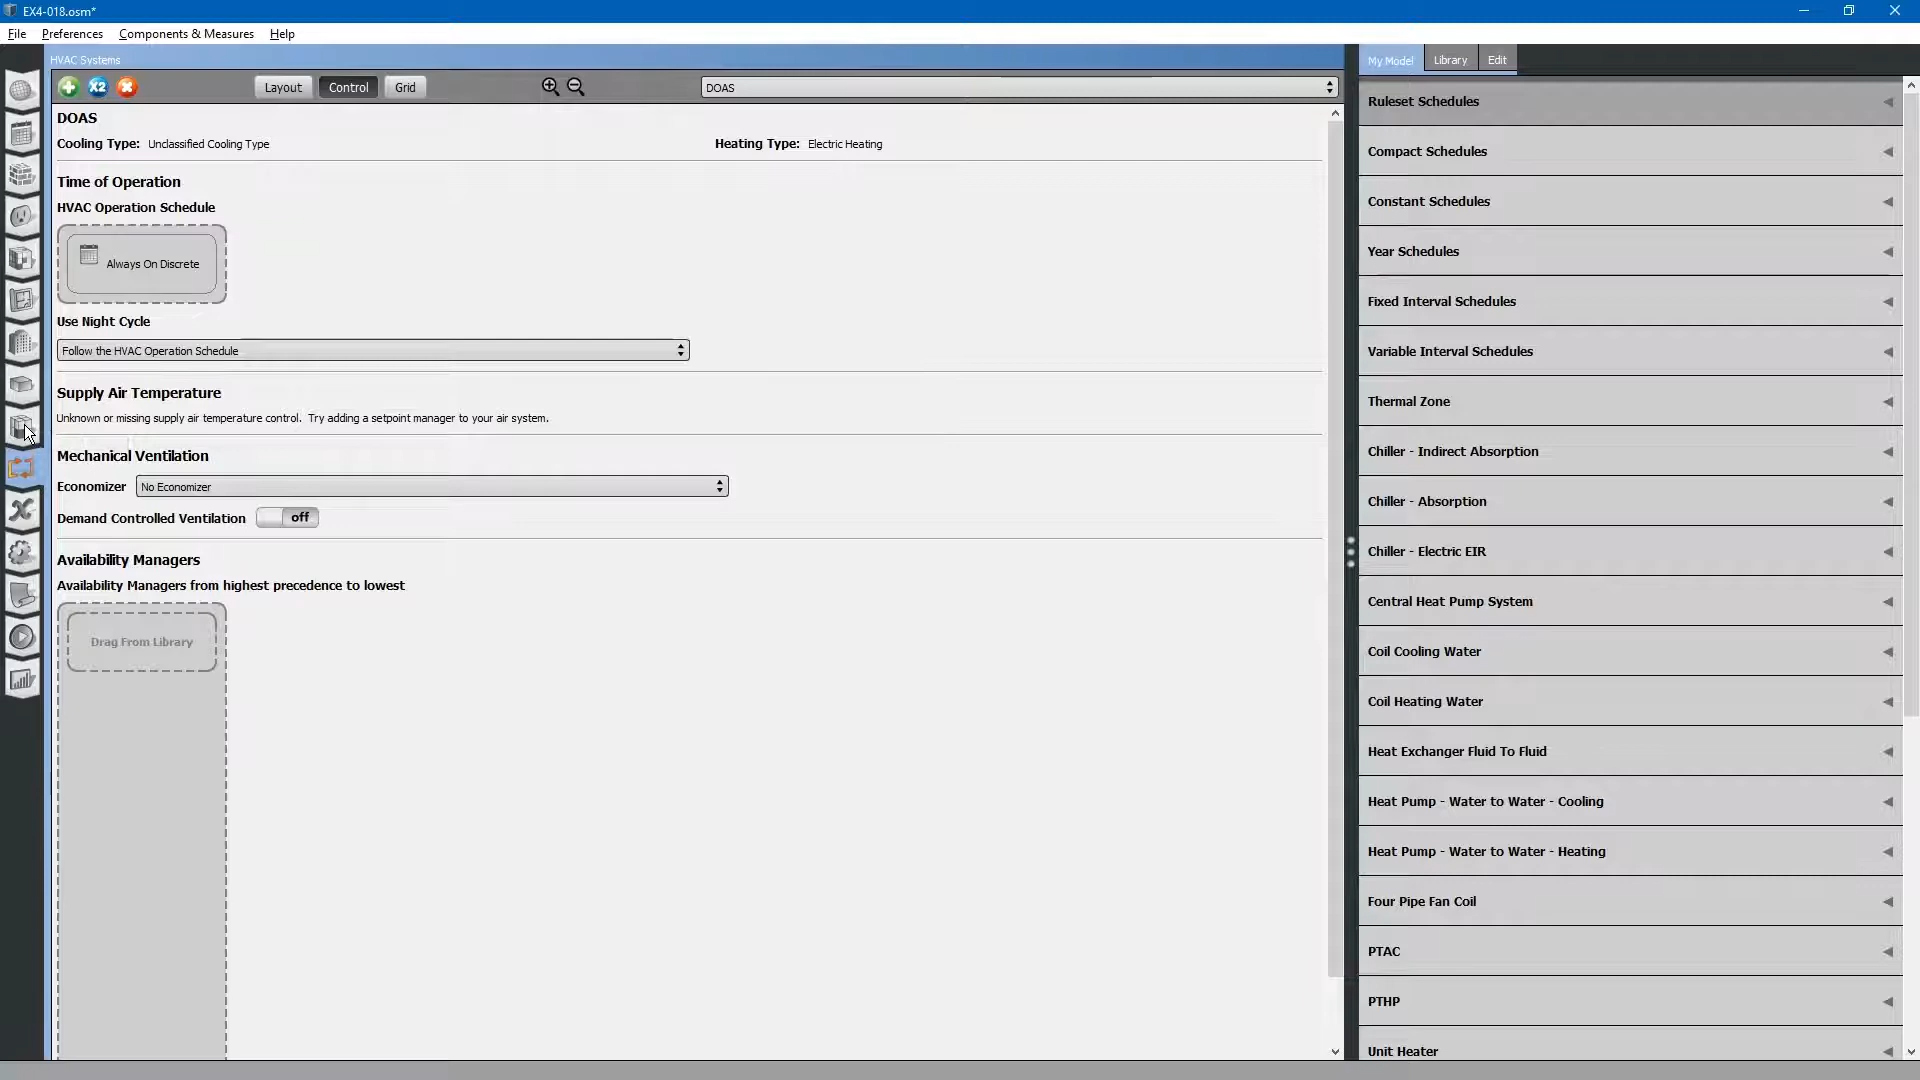 EX4-018.osm*
File Preferences Components & Measures Help
HVAC Systems
My Model Library Edit
X2 Layout Control Grid DOAS
DOAS
Cooling Type: Unclassified Cooling Type Heating Type: Electric Heating
Time of Operation
HVAC Operation Schedule
Always On Discrete
Use Night Cycle
Follow the HVAC Operation Schedule
Supply Air Temperature
Unknown or missing supply air temperature control. Try adding a setpoint manager to your air system.
Mechanical Ventilation
Economizer No Economizer
Demand Controlled Ventilation off
Availability Managers
Availability Managers from highest precedence to lowest
Drag From Library
Ruleset Schedules
Compact Schedules
Constant Schedules
Year Schedules
Fixed Interval Schedules
Variable Interval Schedules
Thermal Zone
Chiller - Indirect Absorption
Chiller - Absorption
Chiller - Electric EIR
Central Heat Pump System
Coil Cooling Water
Coil Heating Water
Heat Exchanger Fluid To Fluid
Heat Pump - Water to Water - Cooling
Heat Pump - Water to Water - Heating
Four Pipe Fan Coil
PTAC
PTHP
Unit Heater